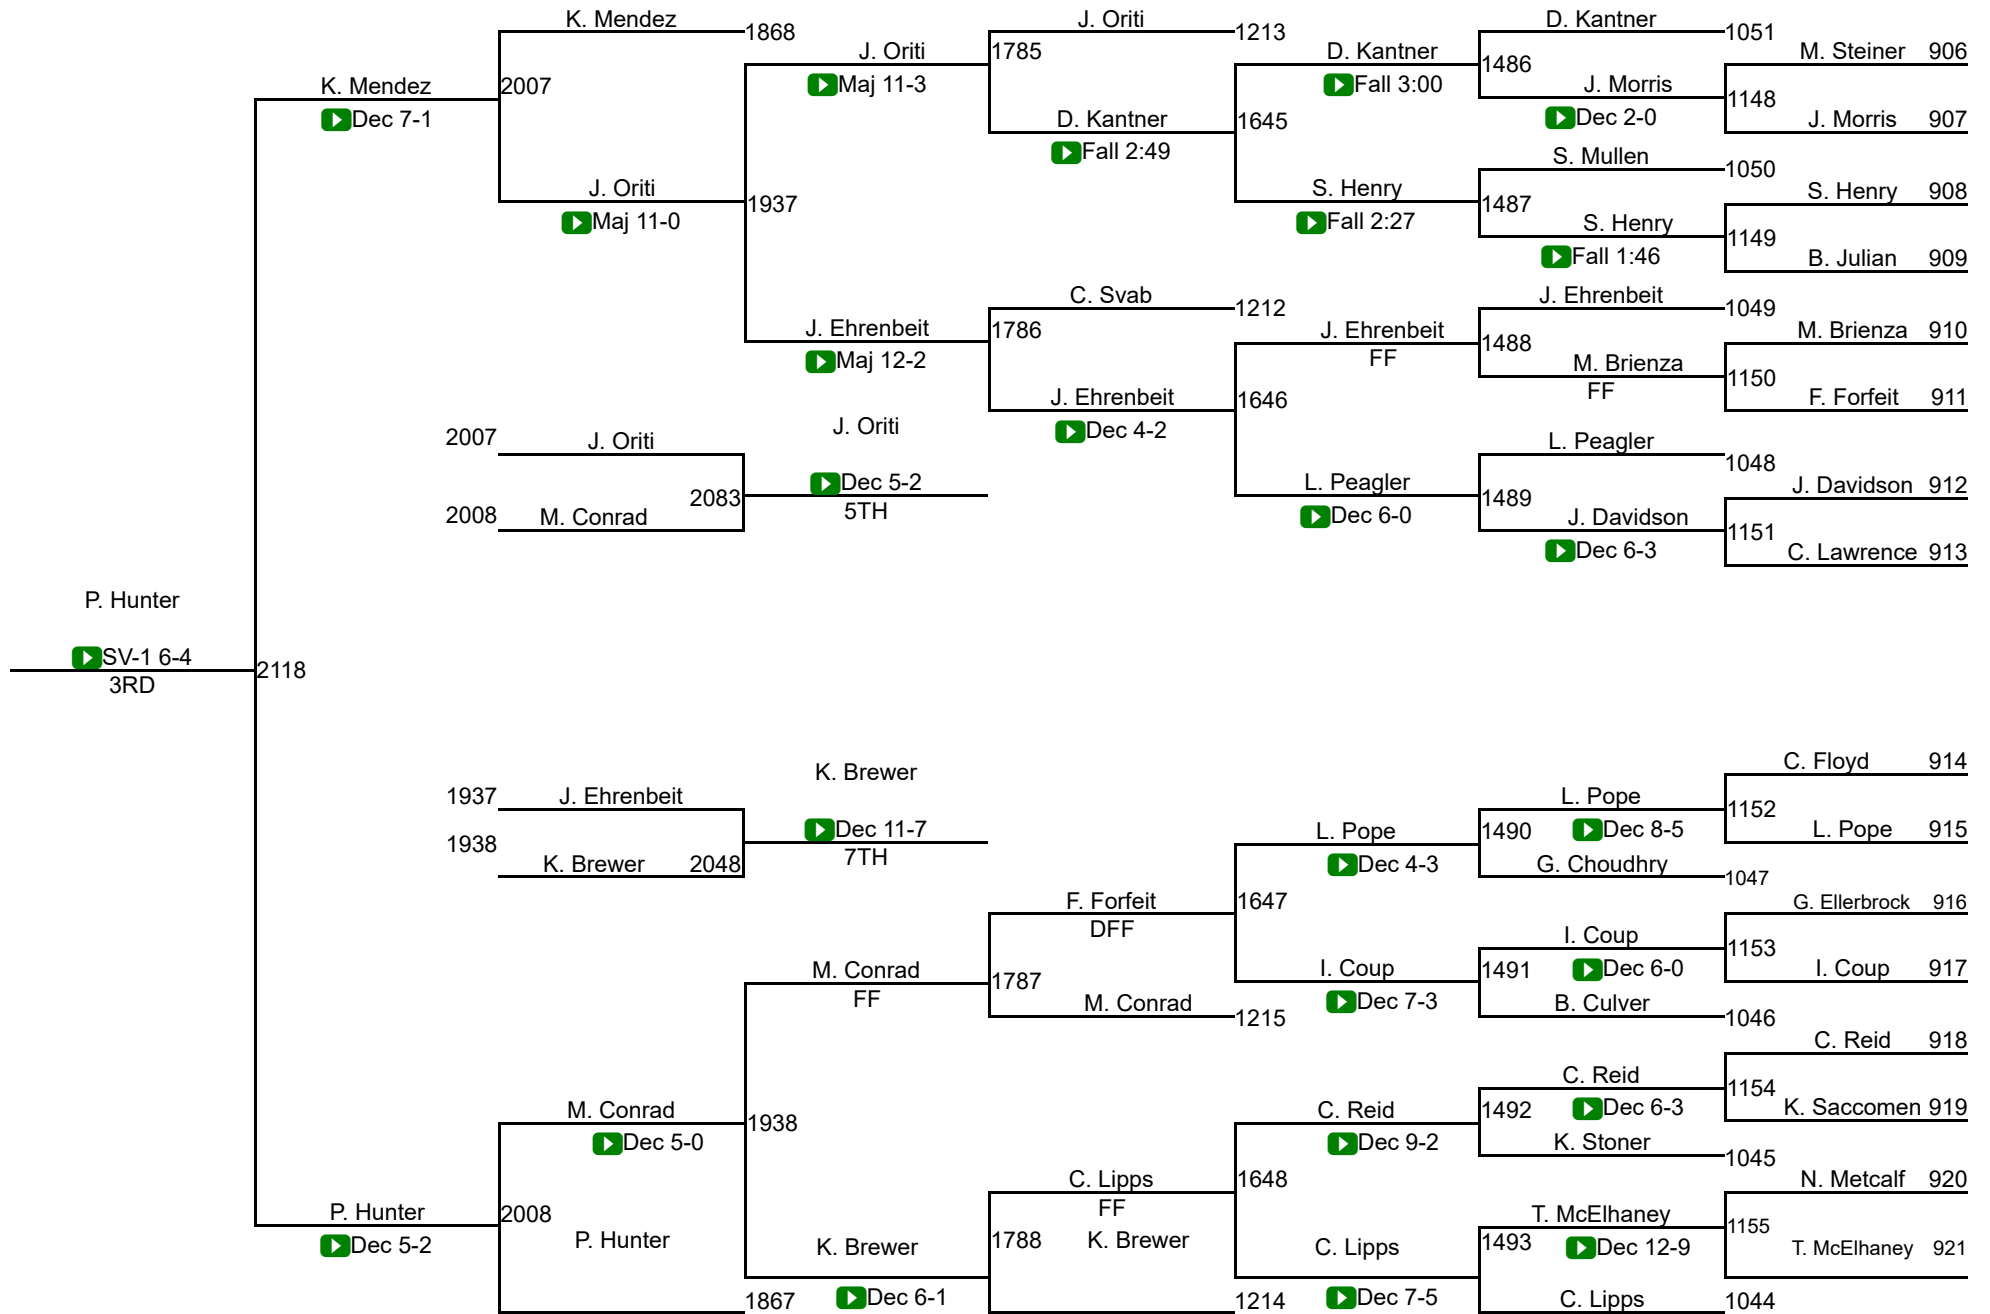 K. Mendez
J. Oriti
D. Kantner
1868
1213
1051
J. Oriti
1785
D. Kantner
1486
M. Steiner 906
K. Mendez
2007
Maj 11-3
Fall 3:00
J. Morris
1148
Dec 7-1
D. Kantner
1645
Dec 2-0
J. Morris 907
Fall 2:49
S. Mullen
1050
J. Oriti
1937
S. Henry
1487
S. Henry 908
Maj 11-0
Fall 2:27
S. Henry
1149
Fall 1:46
B. Julian 909
C. Svab
1212
J. Ehrenbeit
1049
J. Ehrenbeit
1786
J. Ehrenbeit
1488
M. Brienza 910
Maj 12-2
FF
M. Brienza
1150
FF
J. Ehrenbeit
1646
F. Forfeit 911
Dec 4-2
2007
J. Oriti
J. Oriti
L. Peagler
1048
2083
Dec 5-2
L. Peagler
1489
J. Davidson 912
5TH
2008
M. Conrad
Dec 6-0
J. Davidson
1151
Dec 6-3
C. Lawrence 913
P. Hunter
SV-1 6-4
2118
3RD
C. Floyd 914
K. Brewer
1937
J. Ehrenbeit
L. Pope
1152
Dec 11-7
L. Pope
1490
Dec 8-5
L. Pope 915
7TH
1938
K. Brewer
2048
Dec 4-3
G. Choudhry
1047
F. Forfeit
1647
G. Ellerbrock 916
DFF
I. Coup
1153
M. Conrad
1787
I. Coup
1491
Dec 6-0
I. Coup 917
FF
M. Conrad
1215
Dec 7-3
B. Culver
1046
C. Reid 918
C. Reid
1154
M. Conrad
1938
C. Reid
1492
Dec 6-3
K. Saccomen 919
Dec 5-0
Dec 9-2
K. Stoner
1045
C. Lipps
1648
N. Metcalf 920
FF
P. Hunter
2008
T. McElhaney
1155
Dec 5-2
P. Hunter
K. Brewer
1788
K. Brewer
C. Lipps
1493
Dec 12-9
T. McElhaney 921
1867
Dec 6-1
1214
Dec 7-5
C. Lipps
1044